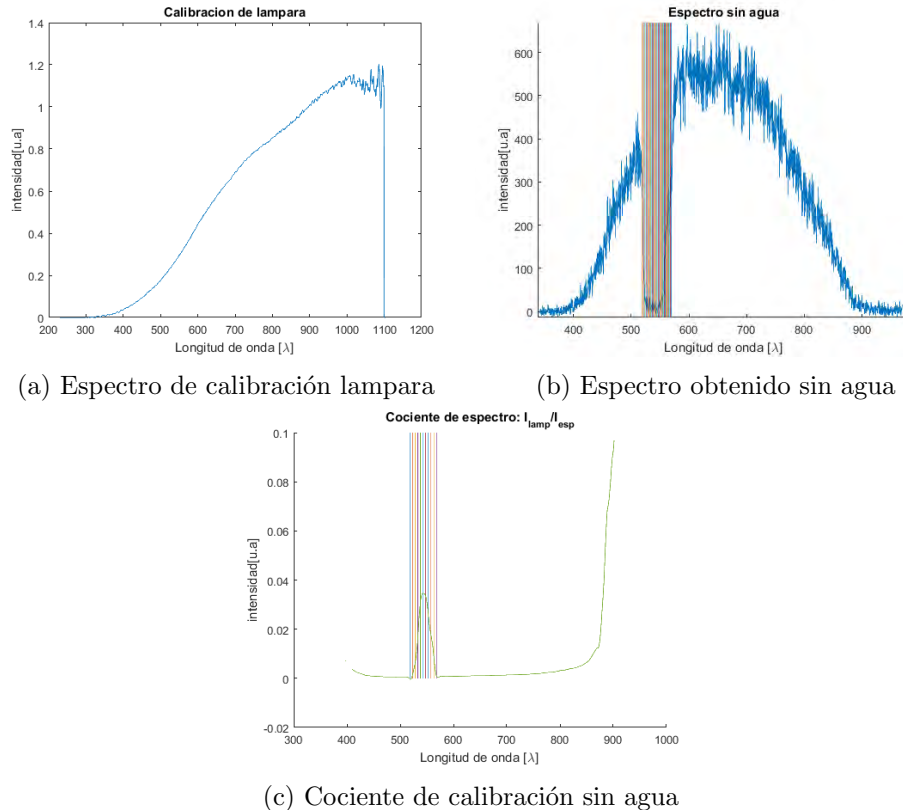 Calibracion de lampara
1.4
1.2
1
0.8
0.6
0.4
0.2
0
intensidad[u.a]
200 300 400 500 600 700 800 900 1000 1100 1200
Longitud de onda [λ]
(a) Espectro de calibración lampara
Espectro sin agua
600
500
400
300
200
100
0
intensidad[u.a]
400 500 600 700 800 900
Longitud de onda [λ]
(b) Espectro obtenido sin agua
Cociente de espectro: I_lamp/I_esp
0.1
0.08
0.06
0.04
0.02
0
-0.02
intensidad[u.a]
300 400 500 600 700 800 900 1000
Longitud de onda [λ]
(c) Cociente de calibración sin agua